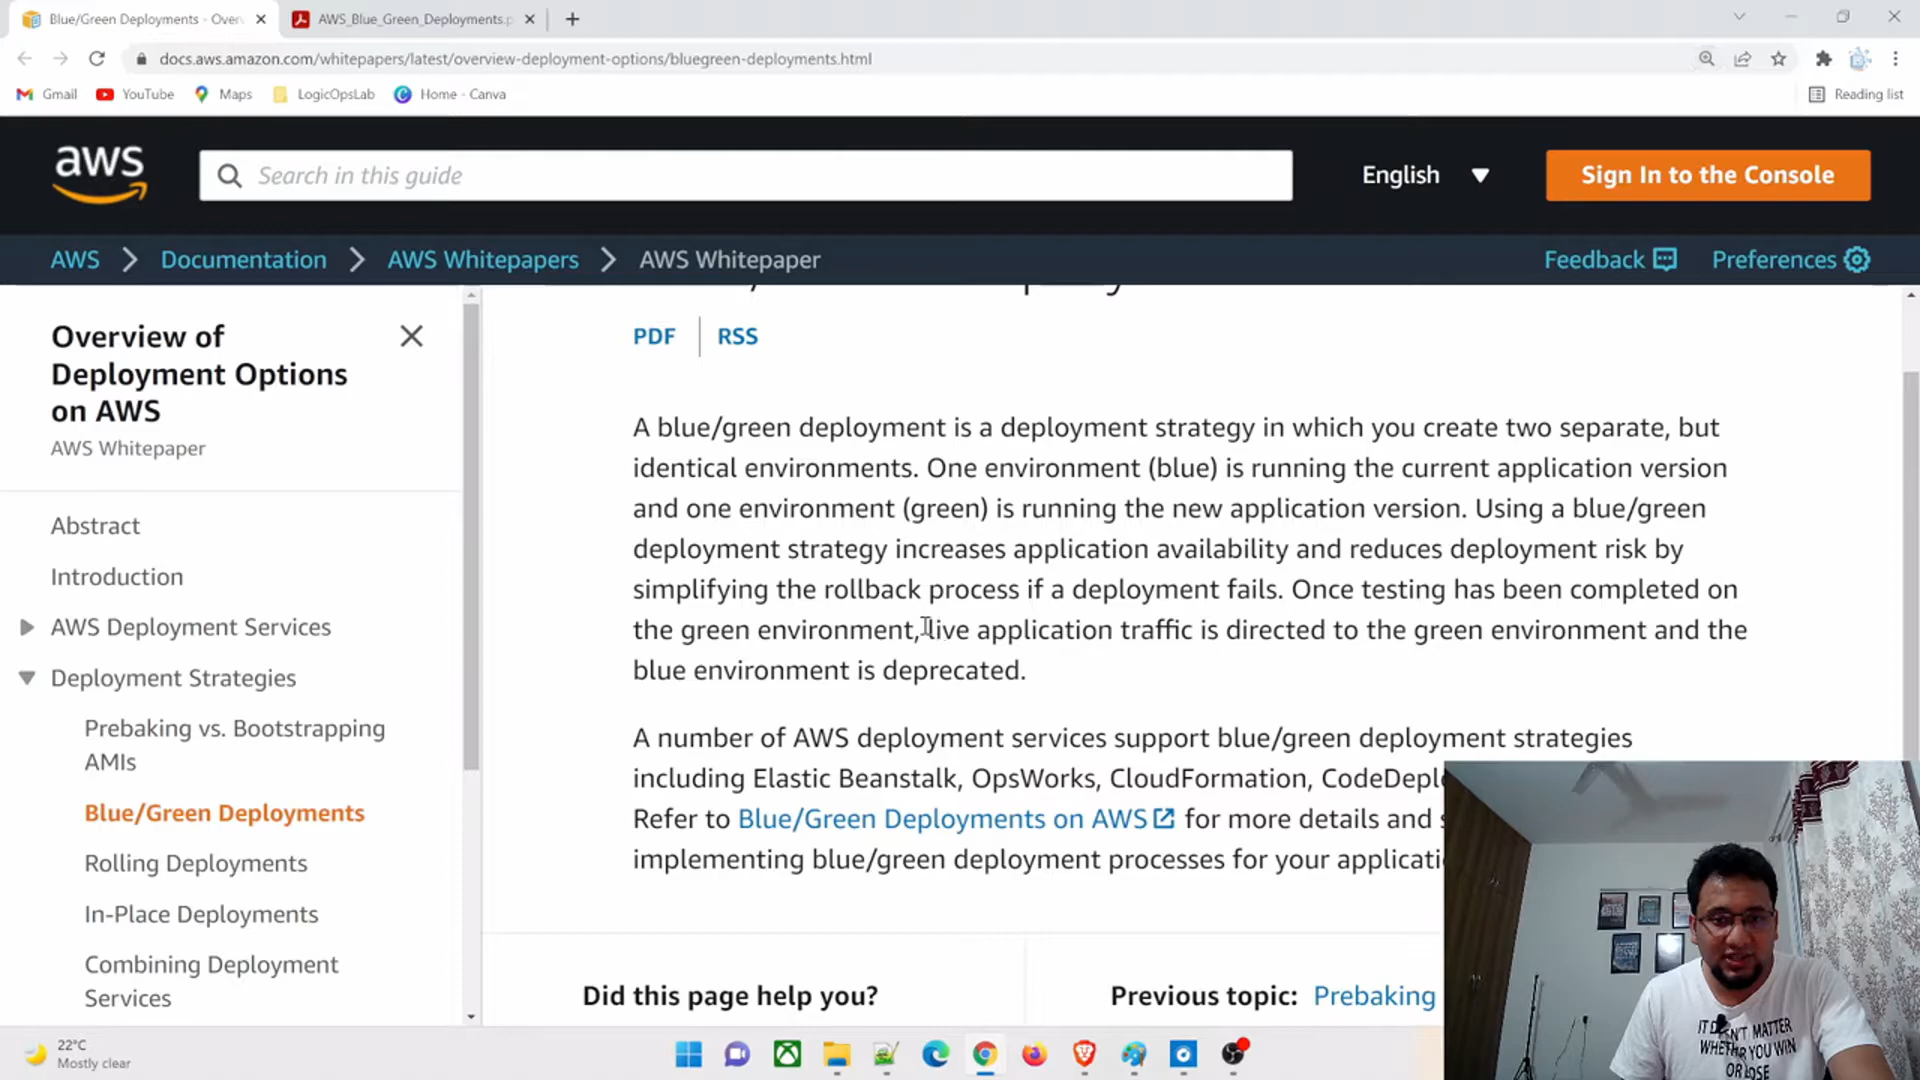 Blue/Green Deployments - Over
AWS_Blue_Green_Deployments.p
docs.aws.amazon.com/whitepapers/latest/overview-deployment-options/bluegreen-deployments.html
Gmail
YouTube
Maps
LogicOpsLab
Home - Canva
Reading list
aws
Search in this guide
English
Sign In to the Console
AWS
Documentation
AWS Whitepapers
AWS Whitepaper
Feedback
Preferences
Overview of
Deployment Options
on AWS
AWS Whitepaper
Abstract
Introduction
AWS Deployment Services
Deployment Strategies
Prebaking vs. Bootstrapping
AMIs
Blue/Green Deployments
Rolling Deployments
In-Place Deployments
Combining Deployment
Services
PDF
RSS
A blue/green deployment is a deployment strategy in which you create two separate, but
identical environments. One environment (blue) is running the current application version
and one environment (green) is running the new application version. Using a blue/green
deployment strategy increases application availability and reduces deployment risk by
simplifying the rollback process if a deployment fails. Once testing has been completed on
the green environment, live application traffic is directed to the green environment and the
blue environment is deprecated.
A number of AWS deployment services support blue/green deployment strategies
including Elastic Beanstalk, OpsWorks, CloudFormation, CodeDepl
Refer to Blue/Green Deployments on AWS for more details and s
implementing blue/green deployment processes for your applicati
Did this page help you?
Previous topic: Prebaking
IT DOESN'T MATTER
WHETHER YOU WIN
OR LOSE
22°C
Mostly clear